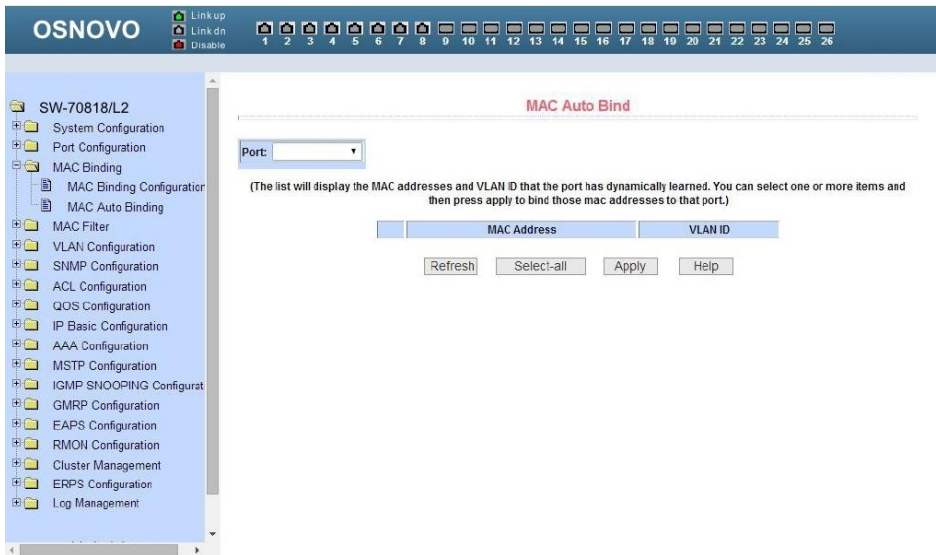 OSNOVO
Link up
Link dn
Disable
1 2 3 4 5 6 7 8 9 10 11 12 13 14 15 16 17 18 19 20 21 22 23 24 25 26
SW-70818/L2
System Configuration
Port Configuration
MAC Binding
MAC Binding Configuration
MAC Auto Binding
MAC Filter
VLAN Configuration
SNMP Configuration
ACL Configuration
QOS Configuration
IP Basic Configuration
AAA Configuration
MSTP Configuration
IGMP SNOOPING Configurat
GMRP Configuration
EAPS Configuration
RMON Configuration
Cluster Management
ERPS Configuration
Log Management
MAC Auto Bind
Port:
(The list will display the MAC addresses and VLAN ID that the port has dynamically learned. You can select one or more items and
then press apply to bind those mac addresses to that port.)
MAC Address VLAN ID
Refresh Select-all Apply Help